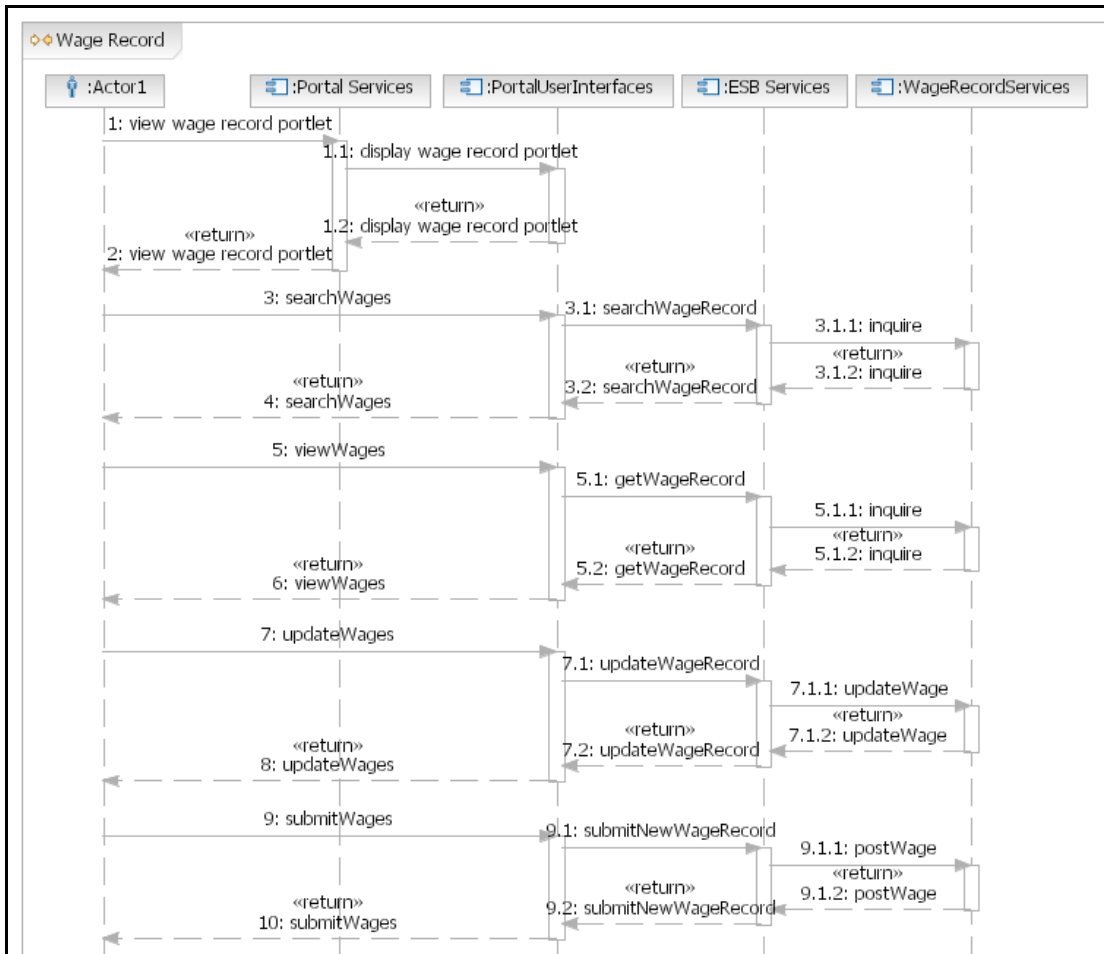 Wage Record
:Actor1
:Portal Services
:PortalUserInterfaces
:ESB Services
:WageRecordServices
1: view wage record portlet
1.1: display wage record portlet
«return»
1.2: display wage record portlet
«return»
2: view wage record portlet
3: searchWages
3.1: searchWageRecord
3.1.1: inquire
«return»
3.1.2: inquire
«return»
3.2: searchWageRecord
«return»
4: searchWages
5: viewWages
5.1: getWageRecord
5.1.1: inquire
«return»
5.1.2: inquire
«return»
5.2: getWageRecord
«return»
6: viewWages
7: updateWages
7.1: updateWageRecord
7.1.1: updateWage
«return»
7.1.2: updateWage
«return»
7.2: updateWageRecord
«return»
8: updateWages
9: submitWages
9.1: submitNewWageRecord
9.1.1: postWage
«return»
9.1.2: postWage
«return»
9.2: submitNewWageRecord
«return»
10: submitWages